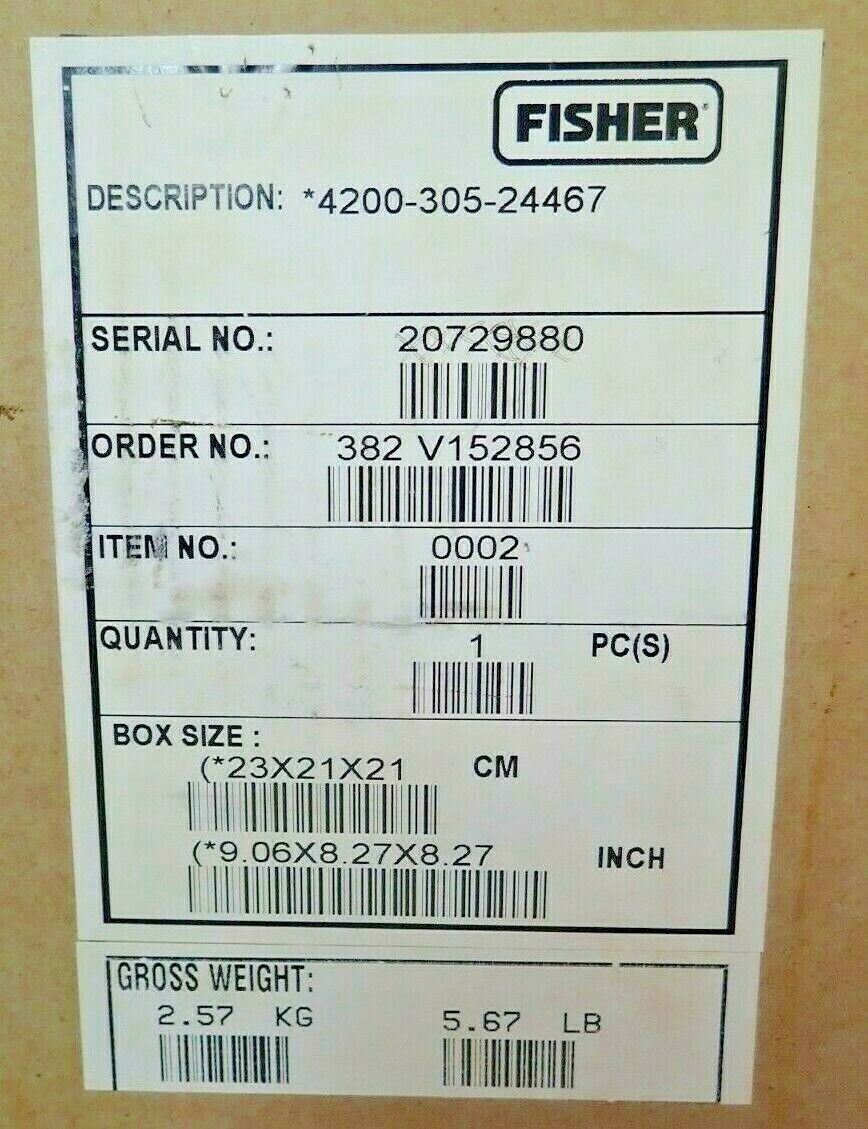 FISHER®
DESCRIPTION: *4200-305-24467
SERIAL NO.: 20729880
ORDER NO.: 382 V152856
ITEM NO.: 0002
QUANTITY: 1 PC(S)
BOX SIZE :
(*23X21X21 CM
(*9.06X8.27X8.27 INCH
GROSS WEIGHT:
2.57 KG 5.67 LB